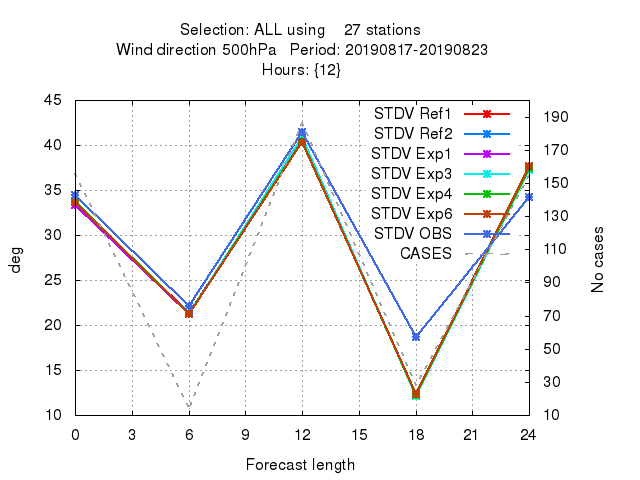 Selection: ALL using    27 stations
Wind direction 500hPa   Period: 20190817-20190823
Hours: {12}
45
40
35
30
25
20
15
10
190
170
150
130
110
90
70
50
30
10
STDV Ref1
STDV Ref2
STDV Exp1
STDV Exp3
STDV Exp4
STDV Exp6
STDV OBS
CASES
deg
No cases
0 3 6 9 12 15 18 21 24
Forecast length